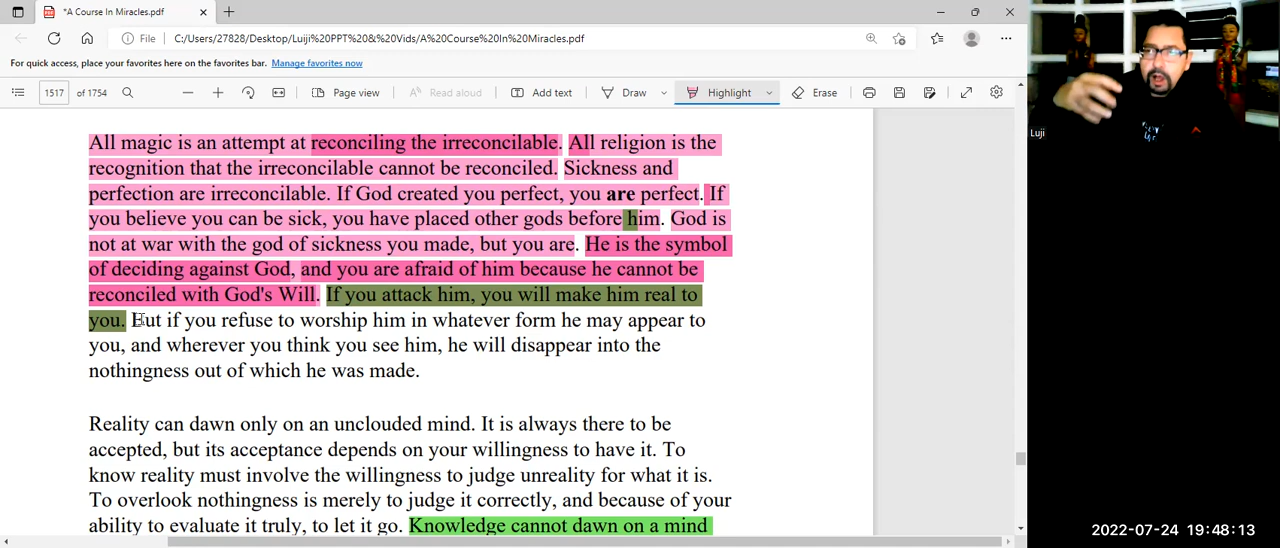 *A Course In Miracles.pdf
File
C:/Users/27828/Desktop/Luiji%20PPT%20&%20Vids/A%20Course%20In%20Miracles.pdf
For quick access, place your favorites here on the favorites bar. Manage favorites now
1517 of 1754
Page view
Read aloud
Add text
Draw
Highlight
Erase
Luji
All magic is an attempt at reconciling the irreconcilable. All religion is the
recognition that the irreconcilable cannot be reconciled. Sickness and
perfection are irreconcilable. If God created you perfect, you are perfect. If
you believe you can be sick, you have placed other gods before him. God is
not at war with the god of sickness you made, but you are. He is the symbol
of deciding against God, and you are afraid of him because he cannot be
reconciled with God's Will. If you attack him, you will make him real to
you. But if you refuse to worship him in whatever form he may appear to
you, and wherever you think you see him, he will disappear into the
nothingness out of which he was made.
Reality can dawn only on an unclouded mind. It is always there to be
accepted, but its acceptance depends on your willingness to have it. To
know reality must involve the willingness to judge unreality for what it is.
To overlook nothingness is merely to judge it correctly, and because of your
ability to evaluate it truly, to let it go. Knowledge cannot dawn on a mind
2022-07-24 19:48:13